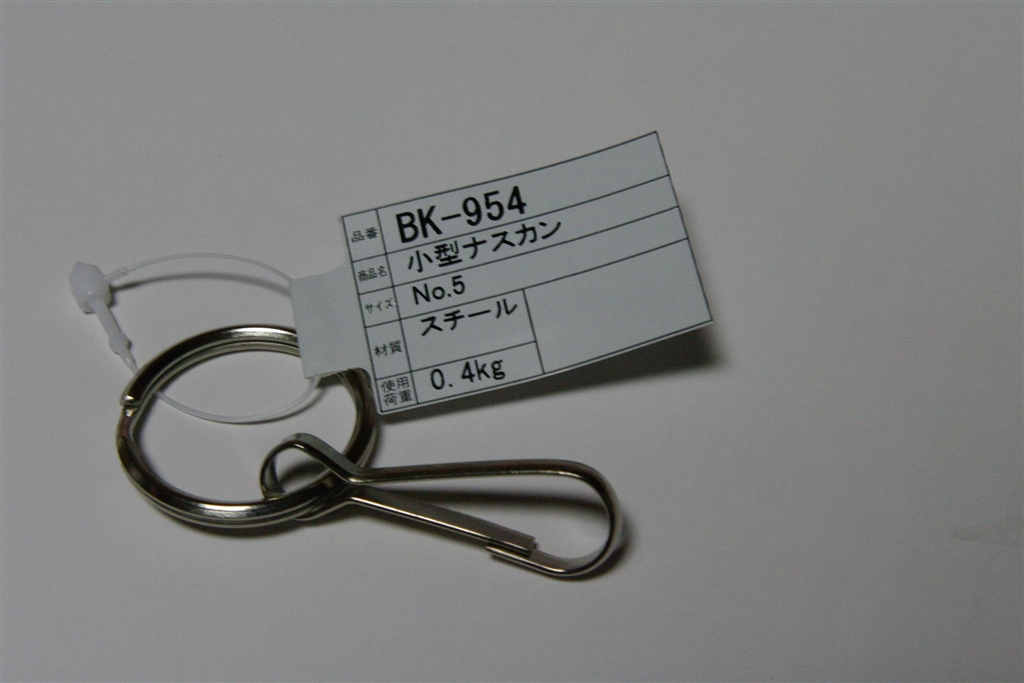 品番 BK-954
商品名 小型ナスカン
サイズ No.5
材質 スチール
使用荷重 0.4kg